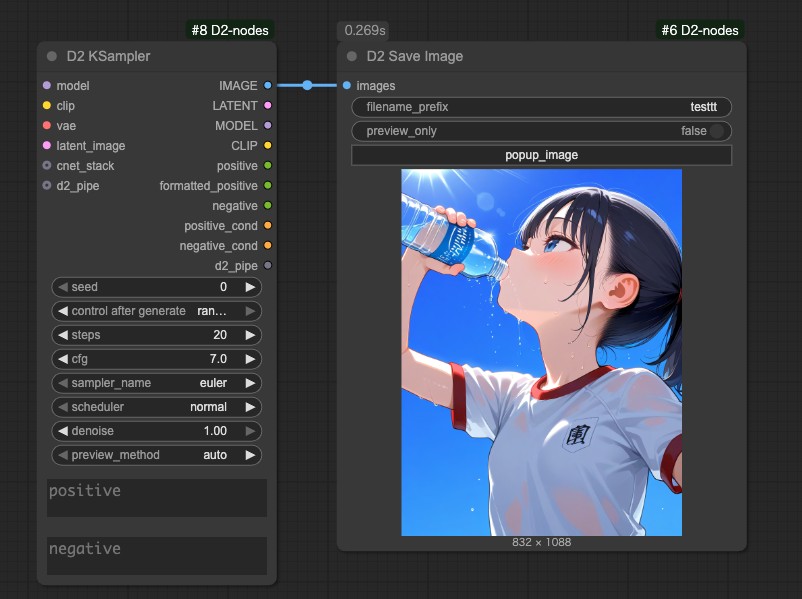 #8 D2-nodes
D2 KSampler
model IMAGE
clip LATENT
vae MODEL
latent_image CLIP
cnet_stack positive
d2_pipe formatted_positive
negative
positive_cond
negative_cond
d2_pipe
seed 0
control after generate ran...
steps 20
cfg 7.0
sampler_name euler
scheduler normal
denoise 1.00
preview_method auto
positive
negative
0.269s #6 D2-nodes
D2 Save Image
images
filename_prefix testtt
preview_only false
popup_image
832 × 1088